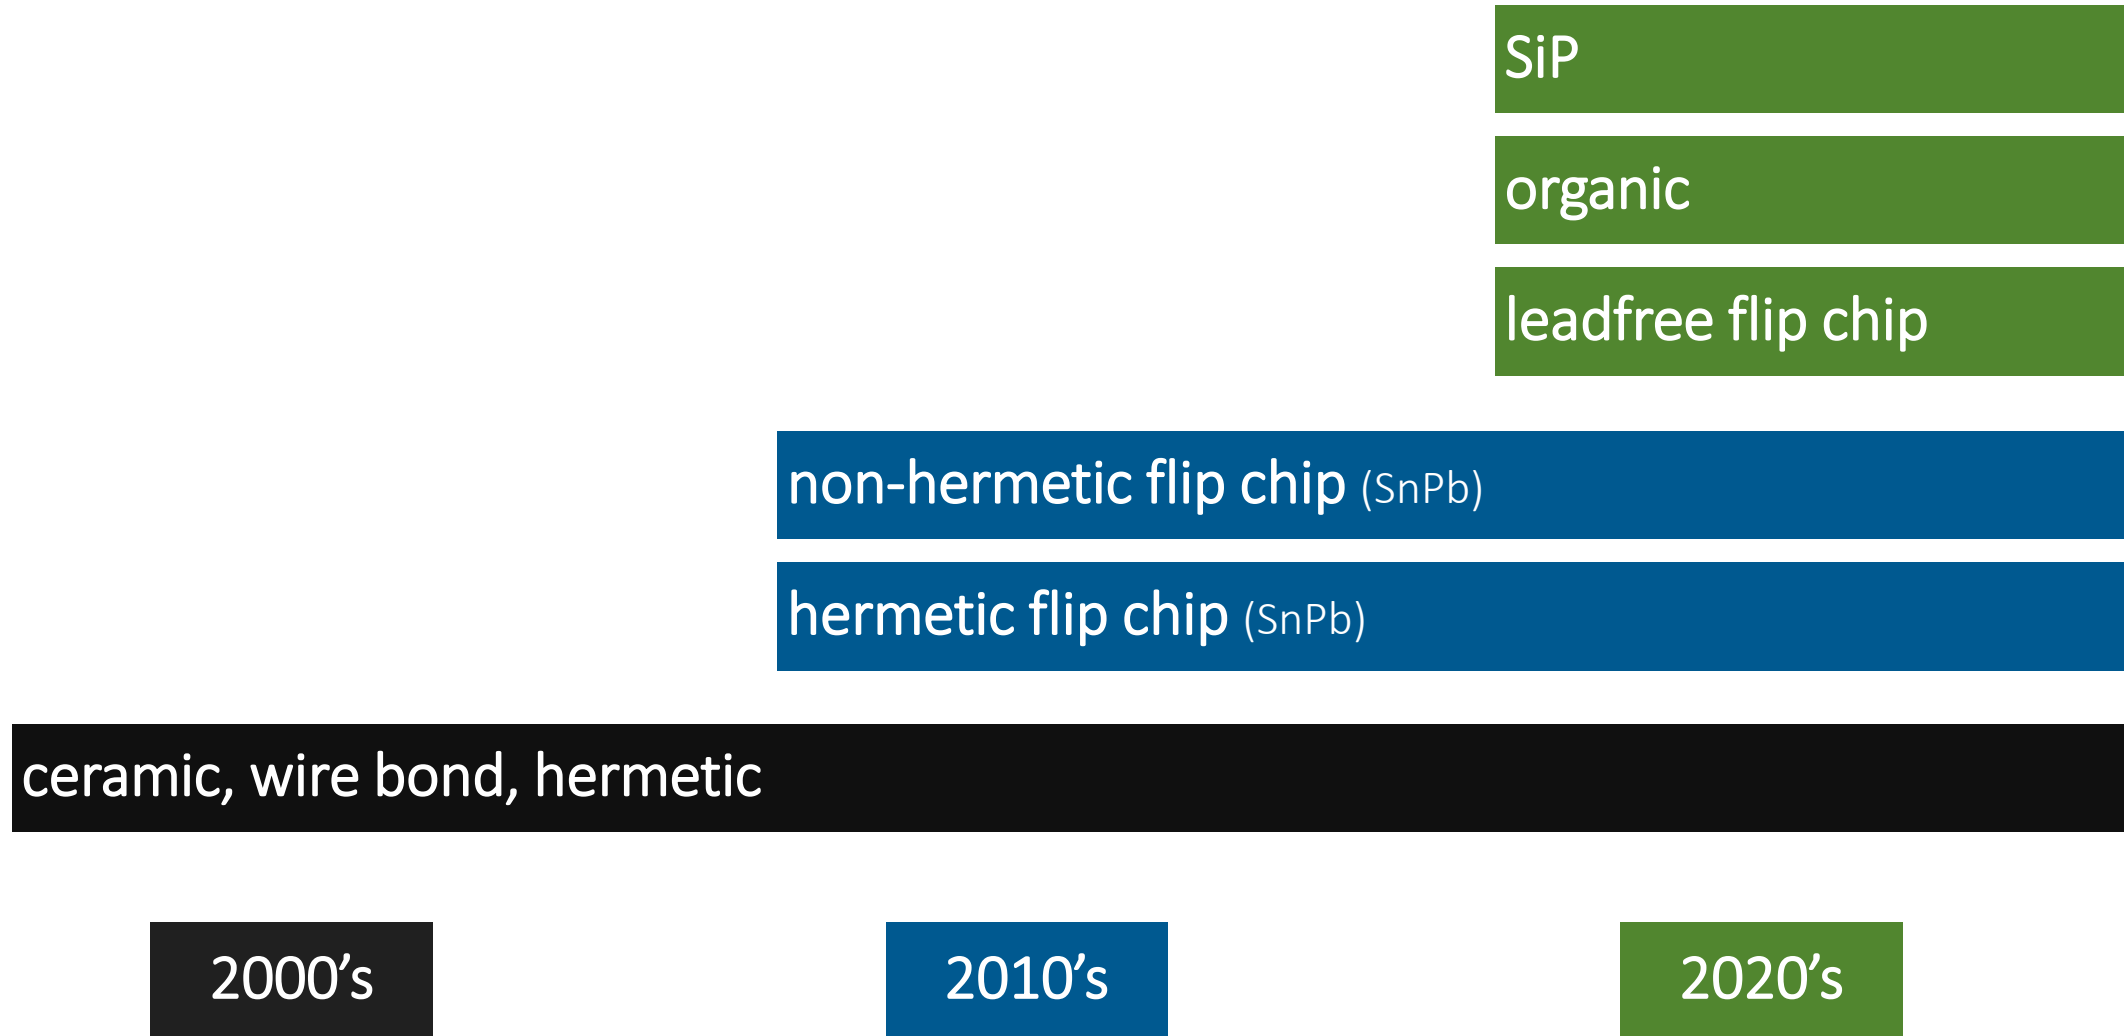 SiP
organic
leadfree flip chip
non-hermetic flip chip (SnPb)
hermetic flip chip (SnPb)
ceramic, wire bond, hermetic
2000’s
2010’s
2020’s